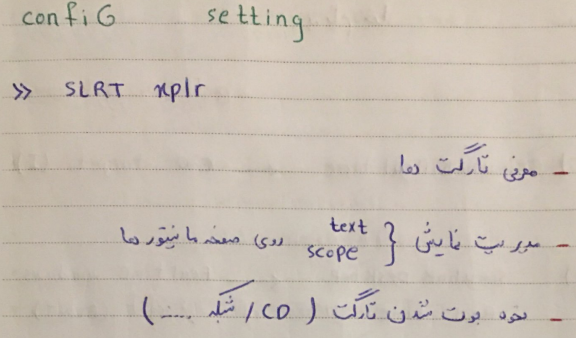 confiG setting
>> SLRT xplr
- معرفی تارگت ها
- مدیریت نمایش { text scope روی صفحه مانیتور ها
- نحوه بوت شدن تارگت ( CD / شبکه .....)